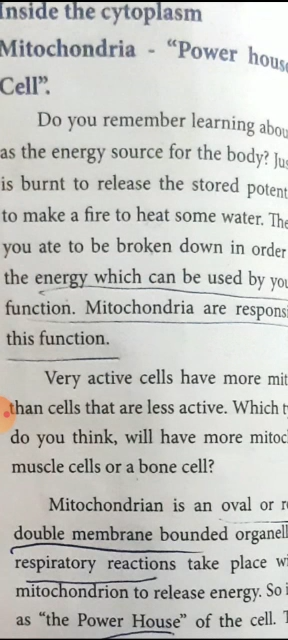 Inside the cytoplasm
Mitochondria - “Power house
Cell”.
Do you remember learning abou
as the energy source for the body? Jus
is burnt to release the stored potent
to make a fire to heat some water. The
you ate to be broken down in order
the energy which can be used by you
function. Mitochondria are respons
this function.
Very active cells have more mit
than cells that are less active. Which t
do you think, will have more mitoc
muscle cells or a bone cell?
Mitochondrian is an oval or r
double membrane bounded organell
respiratory reactions take place wi
mitochondrion to release energy. So i
as “the Power House” of the cell. T